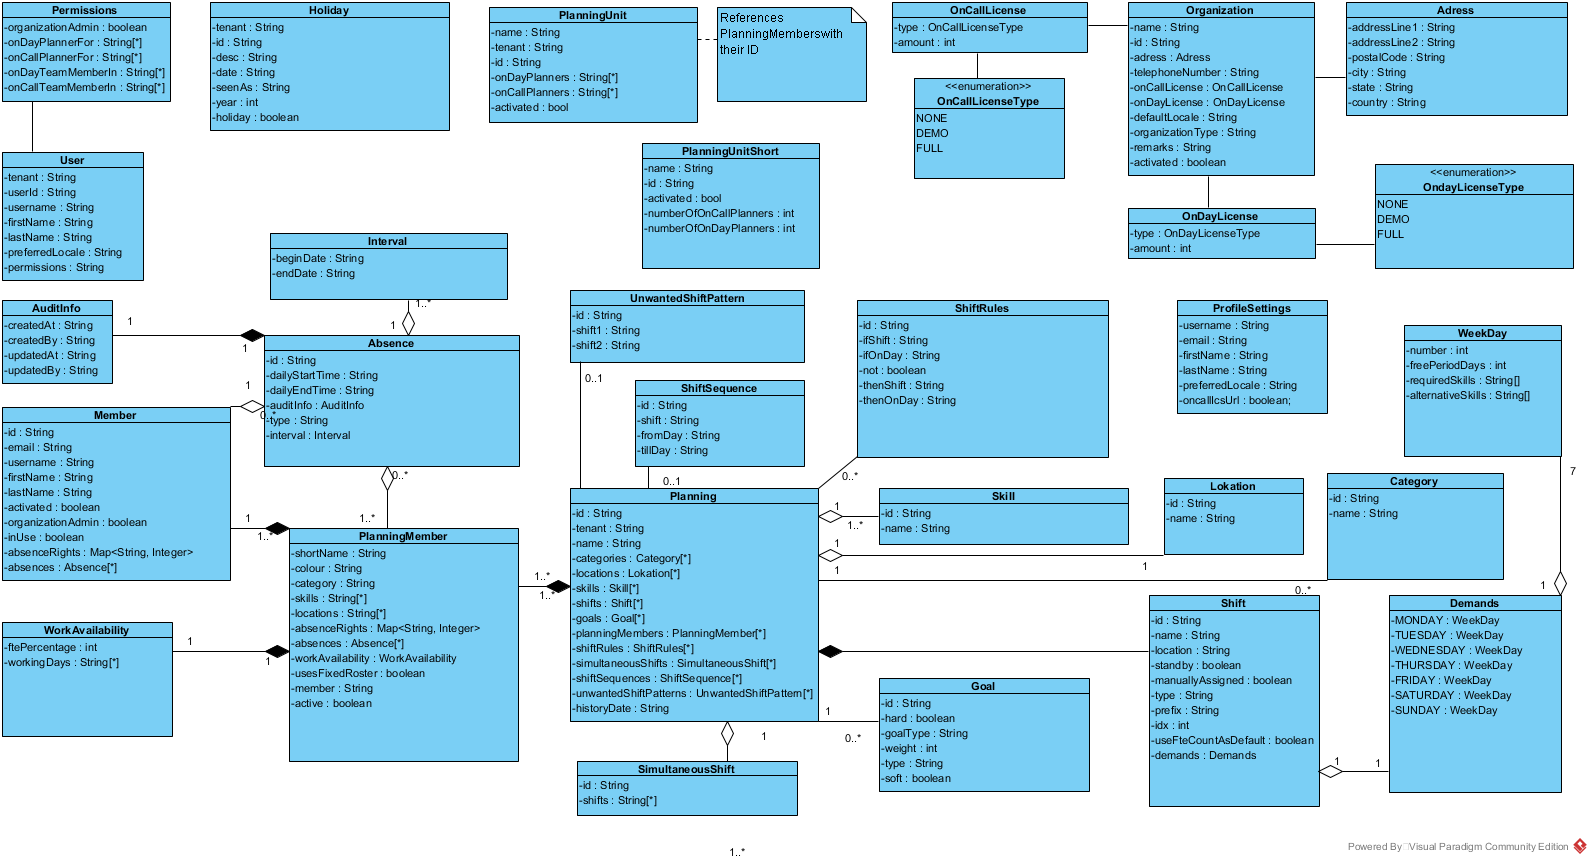 Permissions
-organizationAdmin : boolean
-onDayPlannerFor : String[*]
-onCallPlannerFor : String[*]
-onDayTeamMemberIn : String[*]
-onCallTeamMemberIn : String[*]
Holiday
-tenant : String
-id : String
-desc : String
-date : String
-seenAs : String
-year : int
-holiday : boolean
PlanningUnit
-name : String
-tenant : String
-id : String
-onDayPlanners : String[*]
-onCallPlanners : String[*]
-activated : bool
References
PlanningMemberswith
their ID
OnCallLicense
-type : OnCallLicenseType
-amount : int
<<enumeration>>
OnCallLicenseType
NONE
DEMO
FULL
Organization
-name : String
-id : String
-adress : Adress
-telephoneNumber : String
-onCallLicense : OnCallLicense
-onDayLicense : OnDayLicense
-defaultLocale : String
-organizationType : String
-remarks : String
-activated : boolean
Adress
-addressLine1 : String
-addressLine2 : String
-postalCode : String
-city : String
-state : String
-country : String
User
-tenant : String
-userId : String
-username : String
-firstName : String
-lastName : String
-preferredLocale : String
-permissions : String
PlanningUnitShort
-name : String
-id : String
-activated : bool
-numberOfOnCallPlanners : int
-numberOfOnDayPlanners : int
OnDayLicense
-type : OnDayLicenseType
-amount : int
<<enumeration>>
OndayLicenseType
NONE
DEMO
FULL
Interval
-beginDate : String
-endDate : String
1..*
1
AuditInfo
-createdAt : String
-createdBy : String
-updatedAt : String
-updatedBy : String
1
1
Absence
-id : String
-dailyStartTime : String
-dailyEndTime : String
-auditInfo : AuditInfo
-type : String
-interval : Interval
1
0..*
0..*
1..*
UnwantedShiftPattern
-id : String
-shift1 : String
-shift2 : String
0..1
ShiftSequence
-id : String
-shift : String
-fromDay : String
-tillDay : String
0..1
ShiftRules
-id : String
-ifShift : String
-ifOnDay : String
-not : boolean
-thenShift : String
-thenOnDay : String
0..*
ProfileSettings
-username : String
-email : String
-firstName : String
-lastName : String
-preferredLocale : String
-oncallIcsUrl : boolean;
WeekDay
-number : int
-freePeriodDays : int
-requiredSkills : String[]
-alternativeSkills : String[]
7
1
Member
-id : String
-email : String
-username : String
-firstName : String
-lastName : String
-activated : boolean
-organizationAdmin : boolean
-inUse : boolean
-absenceRights : Map<String, Integer>
-absences : Absence[*]
1
1..*
PlanningMember
-shortName : String
-colour : String
-category : String
-skills : String[*]
-locations : String[*]
-absenceRights : Map<String, Integer>
-absences : Absence[*]
-workAvailability : WorkAvailability
-usesFixedRoster : boolean
-member : String
-active : boolean
1..*
1..*
WorkAvailability
-ftePercentage : int
-workingDays : String[*]
1
1
Planning
-id : String
-tenant : String
-name : String
-categories : Category[*]
-locations : Lokation[*]
-skills : Skill[*]
-shifts : Shift[*]
-goals : Goal[*]
-planningMembers : PlanningMember[*]
-shiftRules : ShiftRules[*]
-simultaneousShifts : SimultaneousShift[*]
-shiftSequences : ShiftSequence[*]
-unwantedShiftPatterns : UnwantedShiftPattern[*]
-historyDate : String
1
1..*
Skill
-id : String
-name : String
1
1
Lokation
-id : String
-name : String
1
0..*
Category
-id : String
-name : String
Shift
-id : String
-name : String
-location : String
-standby : boolean
-manuallyAssigned : boolean
-type : String
-prefix : String
-idx : int
-useFteCountAsDefault : boolean
-demands : Demands
1
1
Demands
-MONDAY : WeekDay
-TUESDAY : WeekDay
-WEDNESDAY : WeekDay
-THURSDAY : WeekDay
-FRIDAY : WeekDay
-SATURDAY : WeekDay
-SUNDAY : WeekDay
Goal
-id : String
-hard : boolean
-goalType : String
-weight : int
-type : String
-soft : boolean
1
0..*
1
SimultaneousShift
-id : String
-shifts : String[*]
1..*
Powered By Visual Paradigm Community Edition